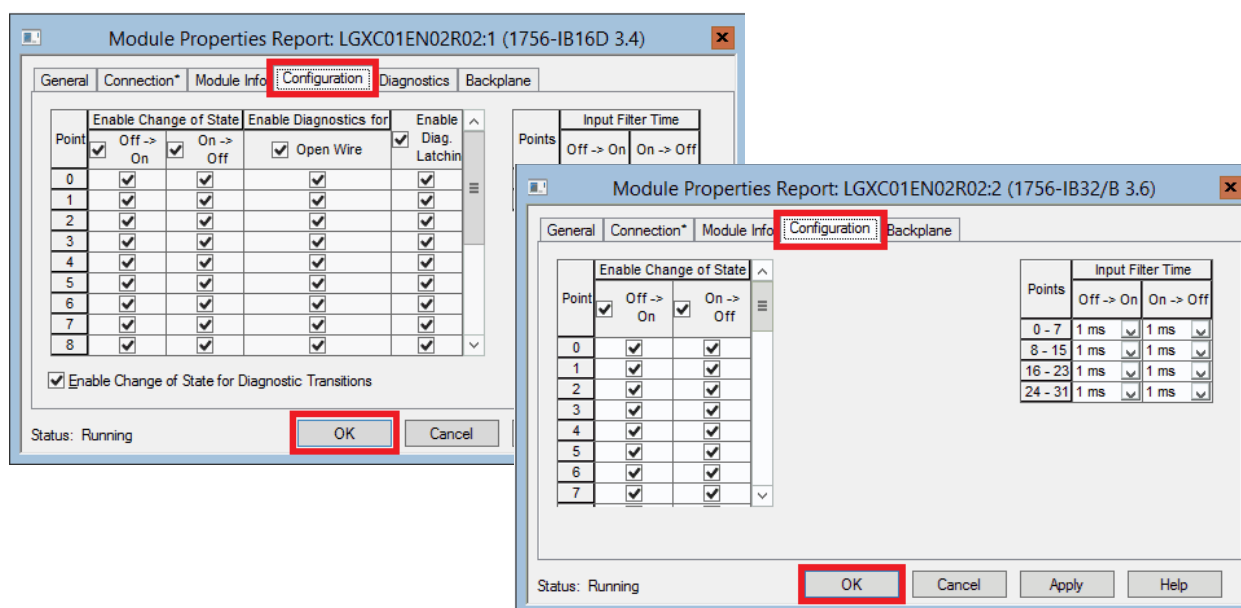 Module Properties Report: LGXC01EN02R02:1 (1756-IB16D 3.4)
General Connection* Module Info Configuration Diagnostics Backplane
Enable Change of State Enable Diagnostics for Enable
Point Off -> On On -> Off Open Wire Diag. Latchin
0
1
2
3
4
5
6
7
8
Input Filter Time
Points Off -> On On -> Off
Enable Change of State for Diagnostic Transitions
Status: Running OK Cancel
Module Properties Report: LGXC01EN02R02:2 (1756-IB32/B 3.6)
General Connection* Module Info Configuration Backplane
Enable Change of State
Point Off -> On On -> Off
0
1
2
3
4
5
6
7
Input Filter Time
Points Off -> On On -> Off
0 - 7 1 ms 1 ms
8 - 15 1 ms 1 ms
16 - 23 1 ms 1 ms
24 - 31 1 ms 1 ms
Status: Running OK Cancel Apply Help